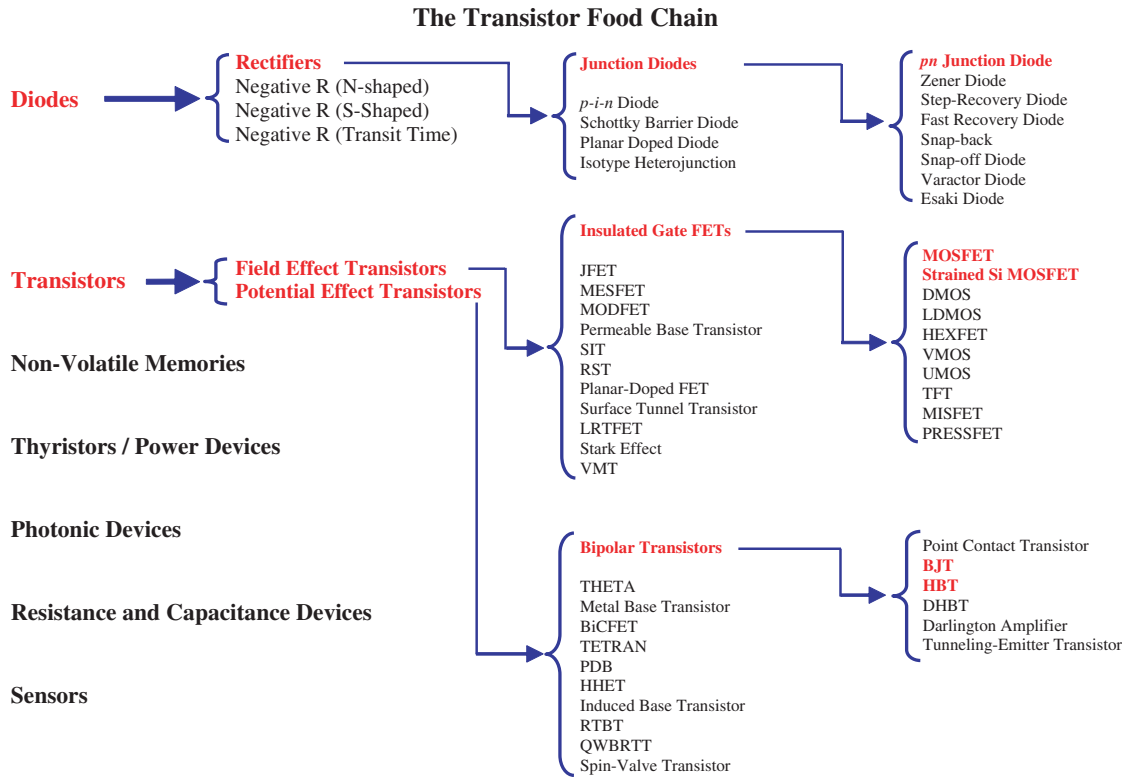 The Transistor Food Chain
Diodes
Rectifiers
Negative R (N-shaped)
Negative R (S-Shaped)
Negative R (Transit Time)
Junction Diodes
p-i-n Diode
Schottky Barrier Diode
Planar Doped Diode
Isotype Heterojunction
pn Junction Diode
Zener Diode
Step-Recovery Diode
Fast Recovery Diode
Snap-back
Snap-off Diode
Varactor Diode
Esaki Diode
Transistors
Field Effect Transistors
Potential Effect Transistors
Insulated Gate FETs
JFET
MESFET
MODFET
Permeable Base Transistor
SIT
RST
Planar-Doped FET
Surface Tunnel Transistor
LRTFET
Stark Effect
VMT
MOSFET
Strained Si MOSFET
DMOS
LDMOS
HEXFET
VMOS
UMOS
TFT
MISFET
PRESSFET
Bipolar Transistors
THETA
Metal Base Transistor
BiCFET
TETRAN
PDB
HHET
Induced Base Transistor
RTBT
QWBRTT
Spin-Valve Transistor
Point Contact Transistor
BJT
HBT
DHBT
Darlington Amplifier
Tunneling-Emitter Transistor
Non-Volatile Memories
Thyristors / Power Devices
Photonic Devices
Resistance and Capacitance Devices
Sensors